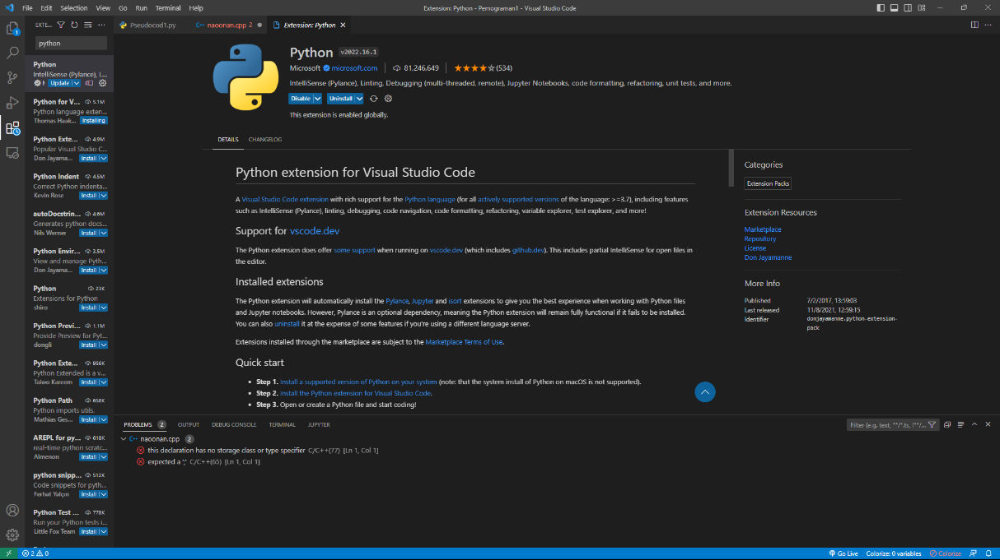 File Edit Selection View Go Run Terminal Help
Extension: Python - Pemograman1 - Visual Studio Code
EXTE...
Pseudocod1.py
naoonan.cpp 2
Extension: Python
python
Python
IntelliSense (Pylance), L...
Update
Python for V... 5.1M
Python language exten...
Thomas Haak... Installing
Python Exte... 4.9M
Popular Visual Studio C...
Don Jayama... Install
Python Indent 4.5M
Correct Python indenta...
Kevin Rose Install
autoDocstrin... 4.6M
Generates python docs...
Nils Werner Install
Python Envir... 3.5M
View and manage Pyth...
Don Jayama... Install
Python 23K
Extensions for Python
shiro Install
Python Previ... 1.1M
Provide Preview for Pyt...
dongli Install
Python Exte... 956K
Python Extended is a v...
Taiwo Kareem Install
Python Path 658K
Python imports utils.
Mathias Ges... Install
AREPL for py... 618K
real-time python scratc...
Almenon Install
python snipp... 512K
Code snippets for pyth...
Ferhat Yalçın Install
Python Test ... 778K
Run your Python tests i...
Little Fox Team Install
Python v2022.16.1
Microsoft microsoft.com 81,246,649 (534)
IntelliSense (Pylance), Linting, Debugging (multi-threaded, remote), Jupyter Notebooks, code formatting, refactoring, unit tests, and more.
Disable Uninstall
This extension is enabled globally.
DETAILS CHANGELOG
Python extension for Visual Studio Code
A Visual Studio Code extension with rich support for the Python language (for all actively supported versions of the language: >=3.7), including features
such as IntelliSense (Pylance), linting, debugging, code navigation, code formatting, refactoring, variable explorer, test explorer, and more!
Support for vscode.dev
The Python extension does offer some support when running on vscode.dev (which includes github.dev). This includes partial IntelliSense for open files in
the editor.
Installed extensions
The Python extension will automatically install the Pylance, Jupyter and isort extensions to give you the best experience when working with Python files
and Jupyter notebooks. However, Pylance is an optional dependency, meaning the Python extension will remain fully functional if it fails to be installed.
You can also uninstall it at the expense of some features if you're using a different language server.
Extensions installed through the marketplace are subject to the Marketplace Terms of Use.
Quick start
• Step 1. Install a supported version of Python on your system (note: that the system install of Python on macOS is not supported).
• Step 2. Install the Python extension for Visual Studio Code.
• Step 3. Open or create a Python file and start coding!
Categories
Extension Packs
Extension Resources
Marketplace
Repository
License
Don Jayamanne
More Info
Published 7/2/2017, 13:59:03
Last released 11/8/2021, 12:59:15
Identifier donjayamanne.python-extension-
pack
PROBLEMS 2 OUTPUT DEBUG CONSOLE TERMINAL JUPYTER
Filter (e.g. text, **/*.ts, !**/...
naoonan.cpp 2
this declaration has no storage class or type specifier C/C++(77) [Ln 1, Col 1]
expected a ';' C/C++(65) [Ln 1, Col 1]
2 0
Go Live Colorize: 0 variables Colorize